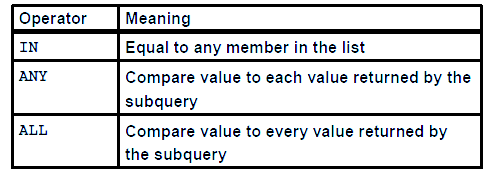 Operator Meaning
IN Equal to any member in the list
ANY Compare value to each value returned by the
subquery
ALL Compare value to every value returned by
the subquery